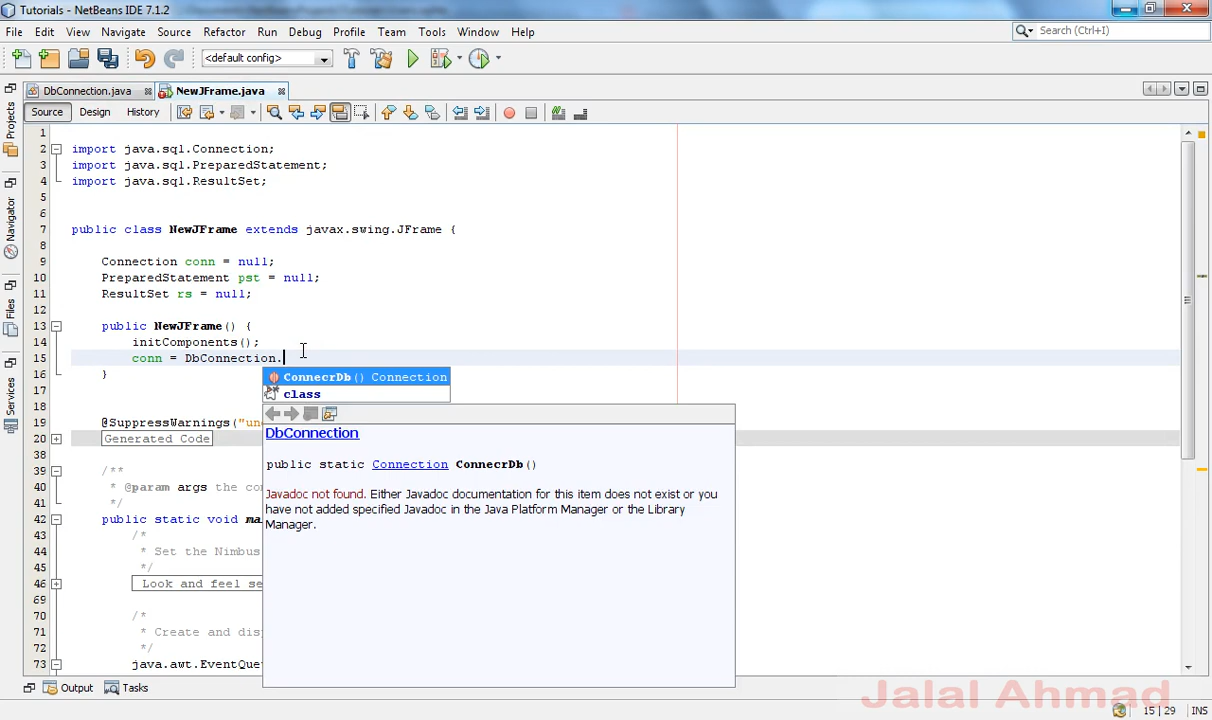 Tutorials - NetBeans IDE 7.1.2
File Edit View Navigate Source Refactor Run Debug Profile Team Tools Window Help
Search (Ctrl+I)
<default config>
DbConnection.java NewJFrame.java
Source Design History
Projects
Navigator
Files
Services
1
2 import java.sql.Connection;
3 import java.sql.PreparedStatement;
4 import java.sql.ResultSet;
5
6
7 public class NewJFrame extends javax.swing.JFrame {
8
9 Connection conn = null;
10 PreparedStatement pst = null;
11 ResultSet rs = null;
12
13 public NewJFrame() {
14 initComponents();
15 conn = DbConnection.
16 }
17
18
19 @SuppressWarnings("un
20 Generated Code
38
39 /**
40 * @param args the co
41 */
42 public static void ma
43 /*
44 * Set the Nimbus
45 */
46 Look and feel se
69
70 /*
71 * Create and disp
72 */
73 java.awt.EventQue
ConnecrDb() Connection
class
DbConnection
public static Connection ConnecrDb()
Javadoc not found. Either Javadoc documentation for this item does not exist or you
have not added specified Javadoc in the Java Platform Manager or the Library
Manager.
Output Tasks
Jalal Ahmad
15 | 29 INS